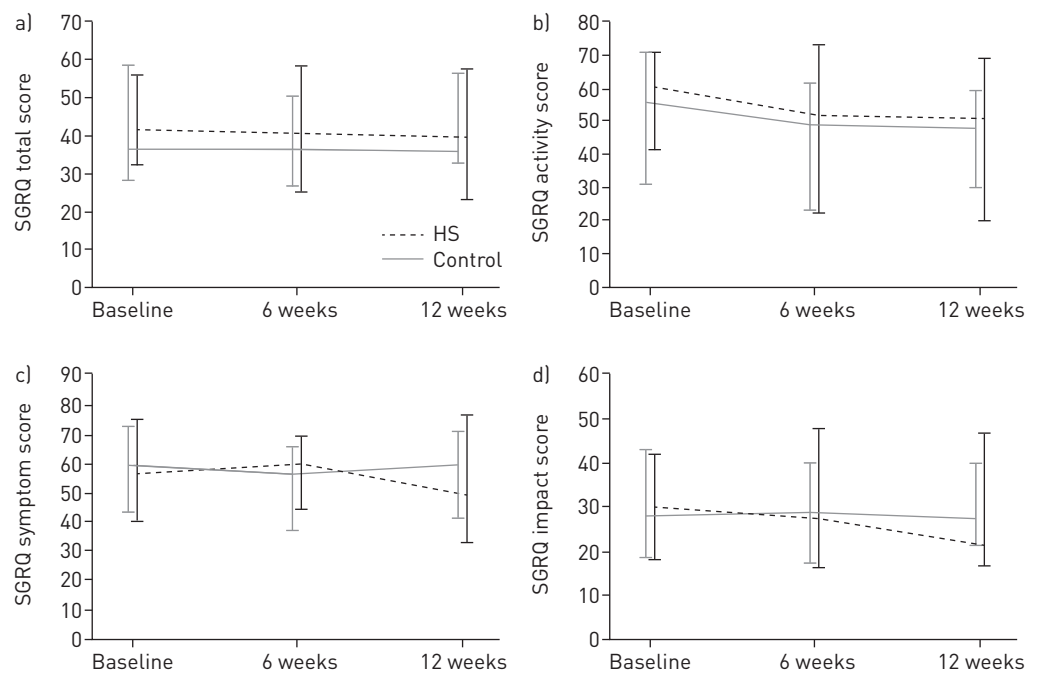 a)
SGRQ total score
70
60
50
40
30
20
10
0
HS
Control
Baseline 6 weeks 12 weeks
b)
SGRQ activity score
80
70
60
50
40
30
20
10
0
Baseline 6 weeks 12 weeks
c)
SGRQ symptom score
90
80
70
60
50
40
30
20
10
0
Baseline 6 weeks 12 weeks
d)
SGRQ impact score
60
50
40
30
20
10
0
Baseline 6 weeks 12 weeks